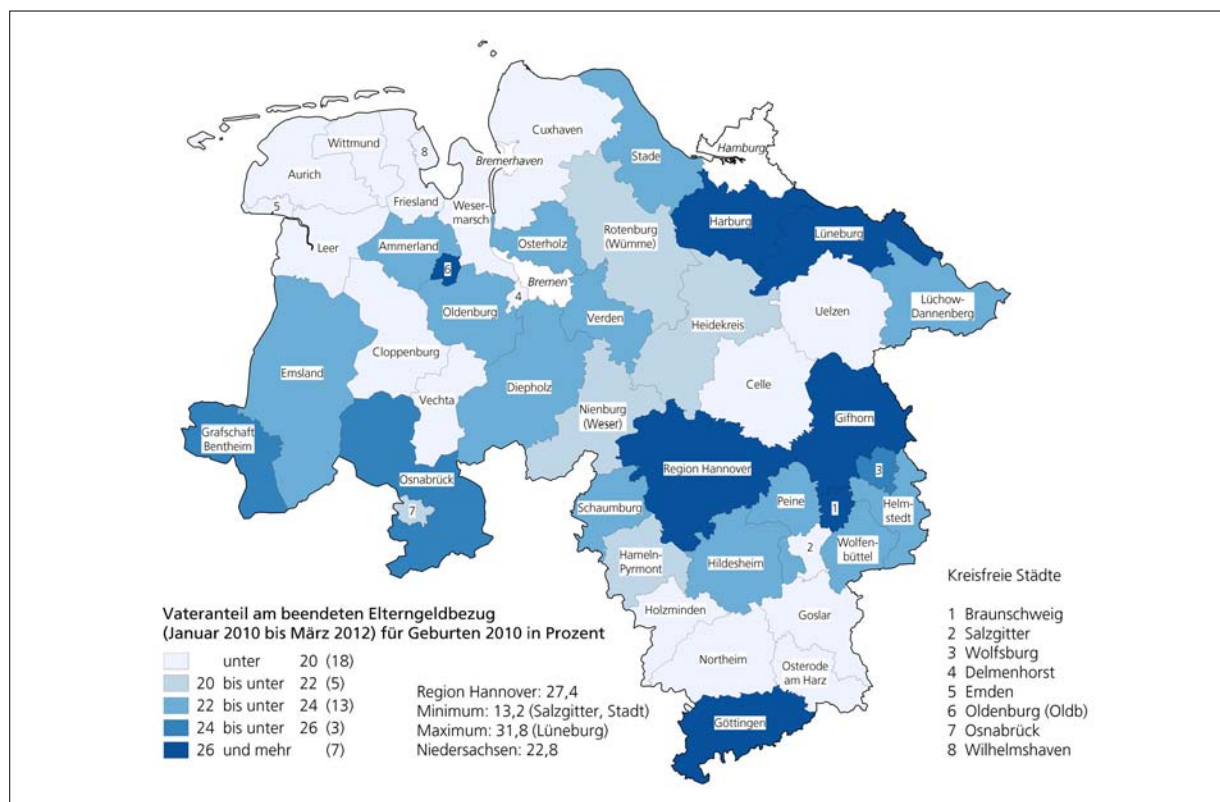 Cuxhaven
Wittmund
8
Bremerhaven
Stade
Hamburg
Aurich
5
Friesland
Weser-
marsch
Harburg
Rotenburg
(Wümme)
Lüneburg
Leer
Ammerland
Osterholz
6
4
Bremen
Lüchow-
Dannenberg
Oldenburg
Verden
Uelzen
Heidekreis
Cloppenburg
Emsland
Diepholz
Celle
Vechta
Nienburg
(Weser)
Gifhorn
Grafschaft
Bentheim
Region Hannover
3
Osnabrück
Peine
Helm-
stedt
7
Schaumburg
1
Wolfen-
büttel
2
Hameln-
Pyrmont
Hildesheim
Holzminden
Goslar
Northeim
Osterode
am Harz
Göttingen
Vateranteil am beendeten Elterngeldbezug
(Januar 2010 bis März 2012) für Geburten 2010 in Prozent
unter 20 (18)
20 bis unter 22 (5)
22 bis unter 24 (13)
24 bis unter 26 (3)
26 und mehr (7)
Region Hannover: 27,4
Minimum: 13,2 (Salzgitter, Stadt)
Maximum: 31,8 (Lüneburg)
Niedersachsen: 22,8
Kreisfreie Städte
1 Braunschweig
2 Salzgitter
3 Wolfsburg
4 Delmenhorst
5 Emden
6 Oldenburg (Oldb)
7 Osnabrück
8 Wilhelmshaven